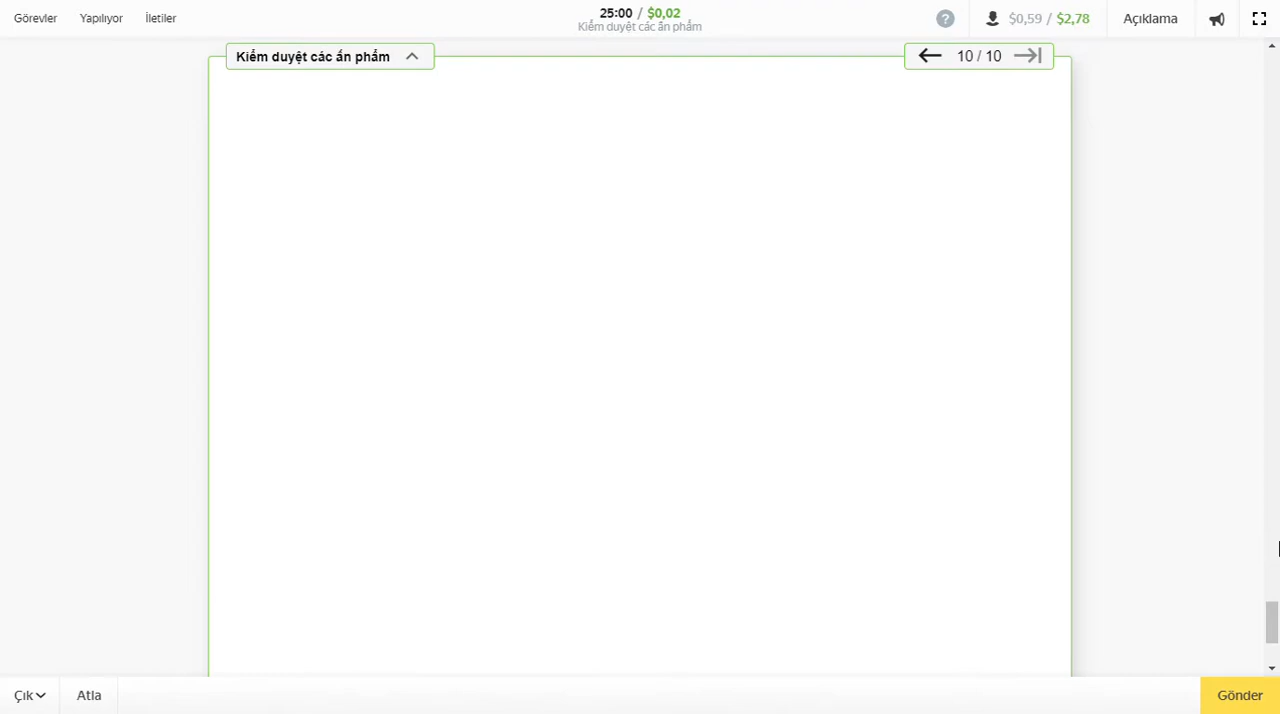 Görevler Yapılıyor İletiler 25:00 / $0,02 ? $0,59 / $2,78 Açıklama
Kiểm duyệt các ấn phẩm
Kiểm duyệt các ấn phẩm 10 / 10
Çık Atla Gönder